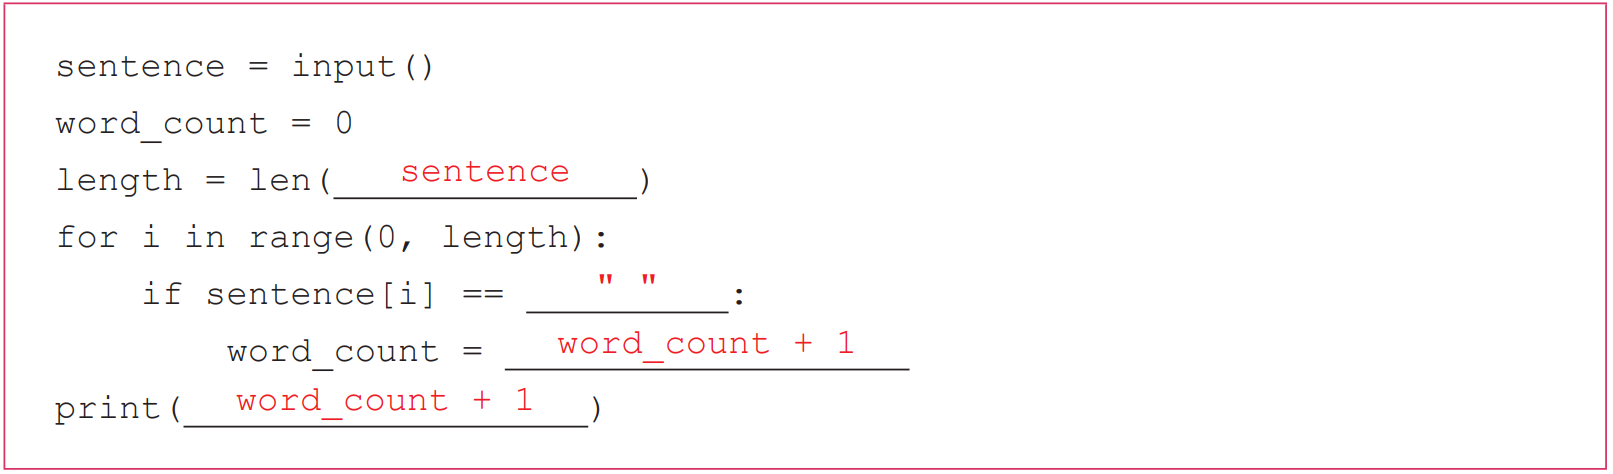 sentence = input()
word_count = 0
length = len(sentence)
for i in range(0, length):
    if sentence[i] == " ":
        word_count = word_count + 1
print(word_count + 1)